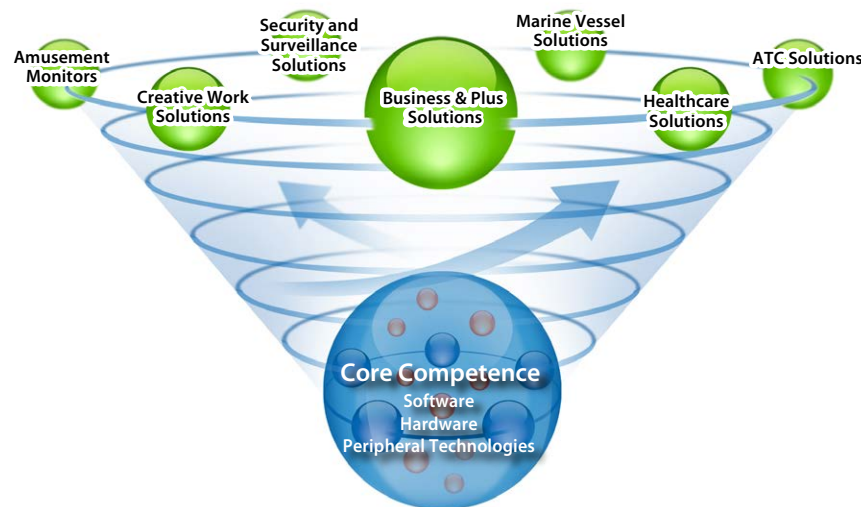 Amusement
Monitors
Creative Work
Solutions
Security and
Surveillance
Solutions
Business & Plus
Solutions
Marine Vessel
Solutions
Healthcare
Solutions
ATC Solutions
Core Competence
Software
Hardware
Peripheral Technologies